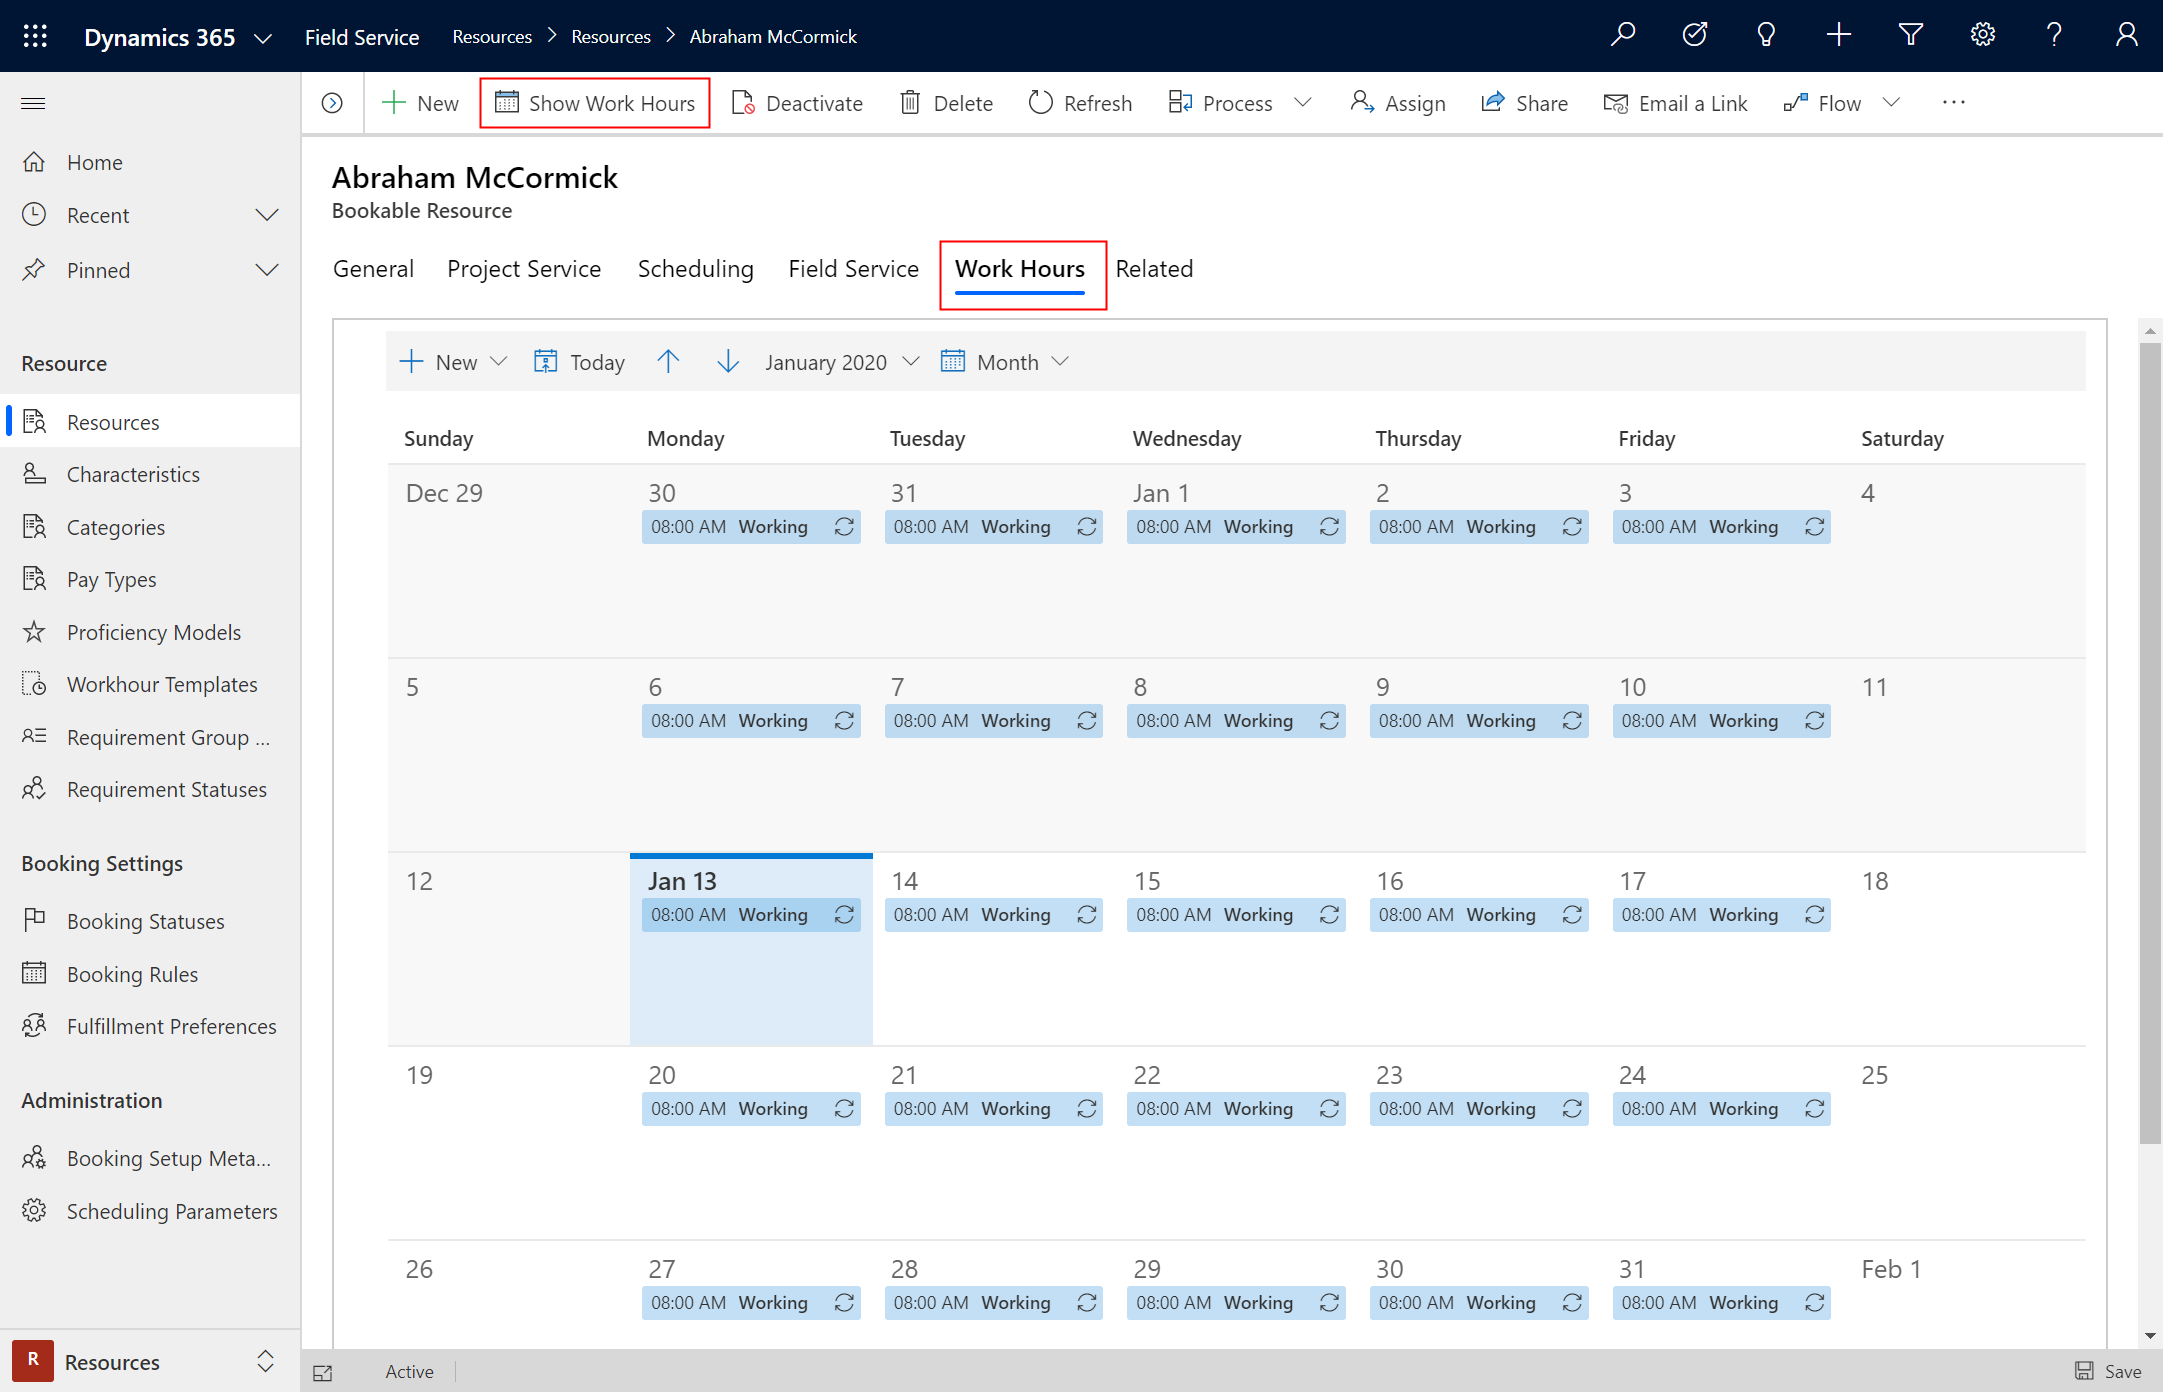 Dynamics 365 Field Service Resources > Resources > Abraham McCormick
New Show Work Hours Deactivate Delete Refresh Process Assign Share Email a Link Flow ...
Home
Recent
Pinned
Resource
Resources
Characteristics
Categories
Pay Types
Proficiency Models
Workhour Templates
Requirement Group ...
Requirement Statuses
Booking Settings
Booking Statuses
Booking Rules
Fulfillment Preferences
Administration
Booking Setup Meta...
Scheduling Parameters
R Resources
Abraham McCormick
Bookable Resource
General Project Service Scheduling Field Service Work Hours Related
New Today January 2020 Month
Sunday Monday Tuesday Wednesday Thursday Friday Saturday
Dec 29 30 31 Jan 1 2 3 4
08:00 AM Working 08:00 AM Working 08:00 AM Working 08:00 AM Working 08:00 AM Working
5 6 7 8 9 10 11
08:00 AM Working 08:00 AM Working 08:00 AM Working 08:00 AM Working 08:00 AM Working
12 Jan 13 14 15 16 17 18
08:00 AM Working 08:00 AM Working 08:00 AM Working 08:00 AM Working 08:00 AM Working
19 20 21 22 23 24 25
08:00 AM Working 08:00 AM Working 08:00 AM Working 08:00 AM Working 08:00 AM Working
26 27 28 29 30 31 Feb 1
08:00 AM Working 08:00 AM Working 08:00 AM Working 08:00 AM Working 08:00 AM Working
Active Save